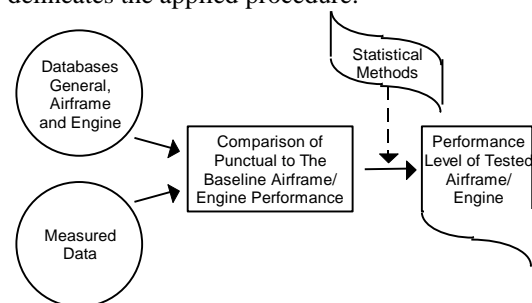 delineates the applied procedure.
Databases
General,
Airframe
and Engine
Measured
Data
Comparison of
Punctual to The
Baseline Airframe/
Engine Performance
Statistical
Methods
Performance
Level of Tested
Airframe/
Engine